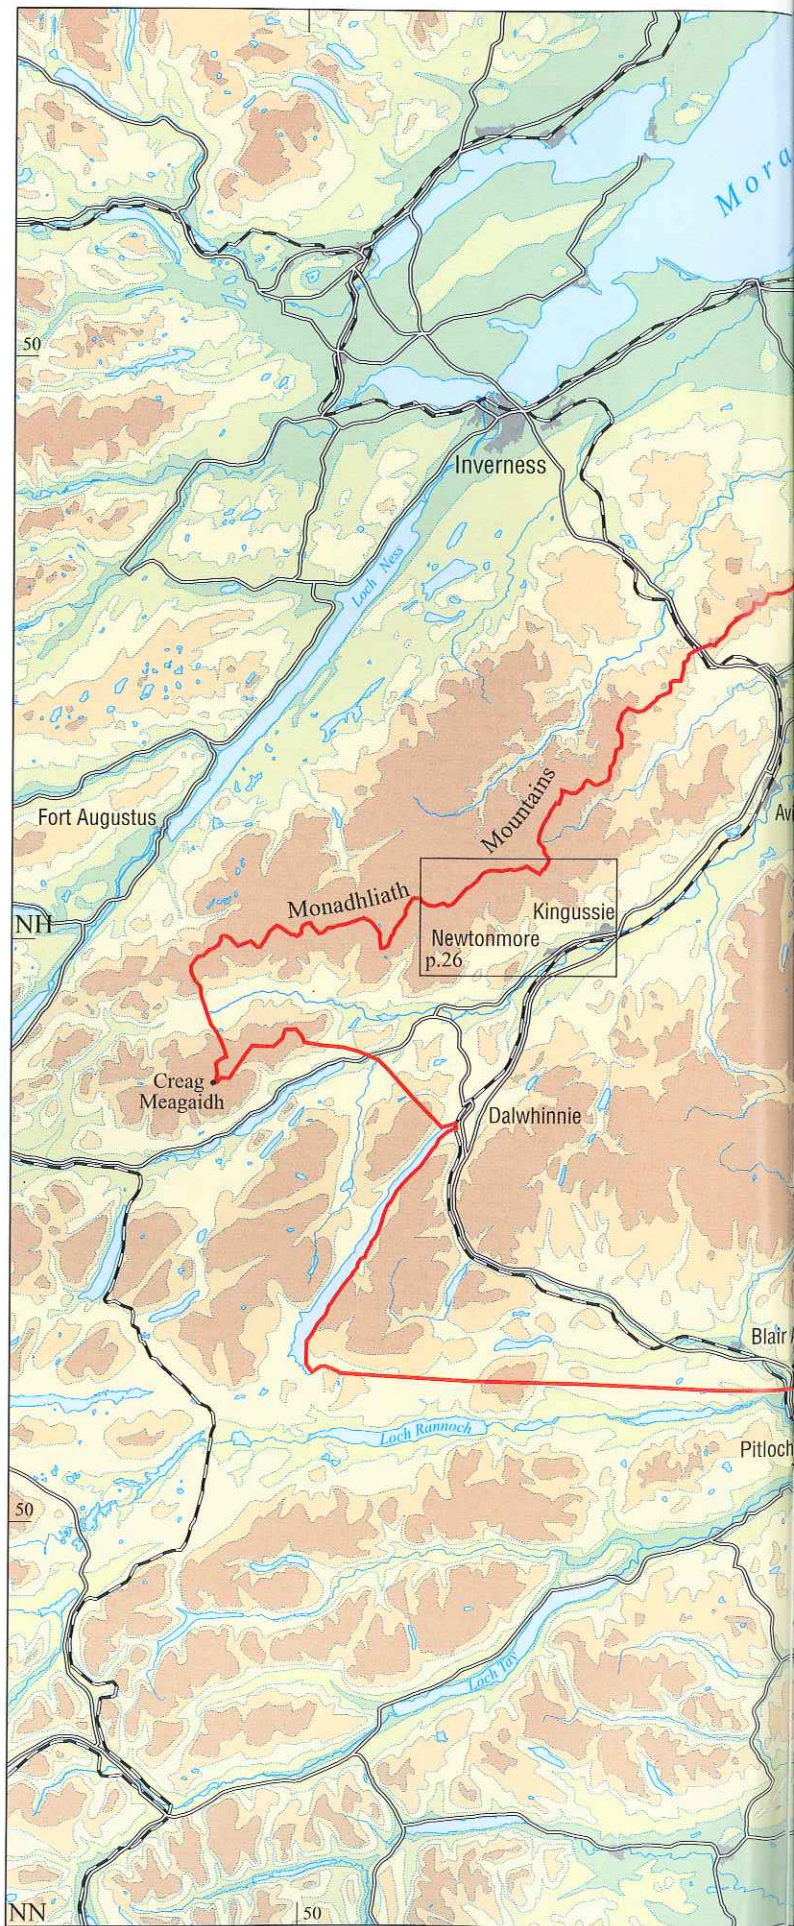 Mora
50
Inverness
Loch Ness
Mountains
Fort Augustus
Avi
Monadhliath
Kingussie
NH
Newtonmore
p.26
Creag
Meagaidh
Dalwhinnie
Blair
Loch Rannoch
Pitloch
50
Loch Tay
NN
50